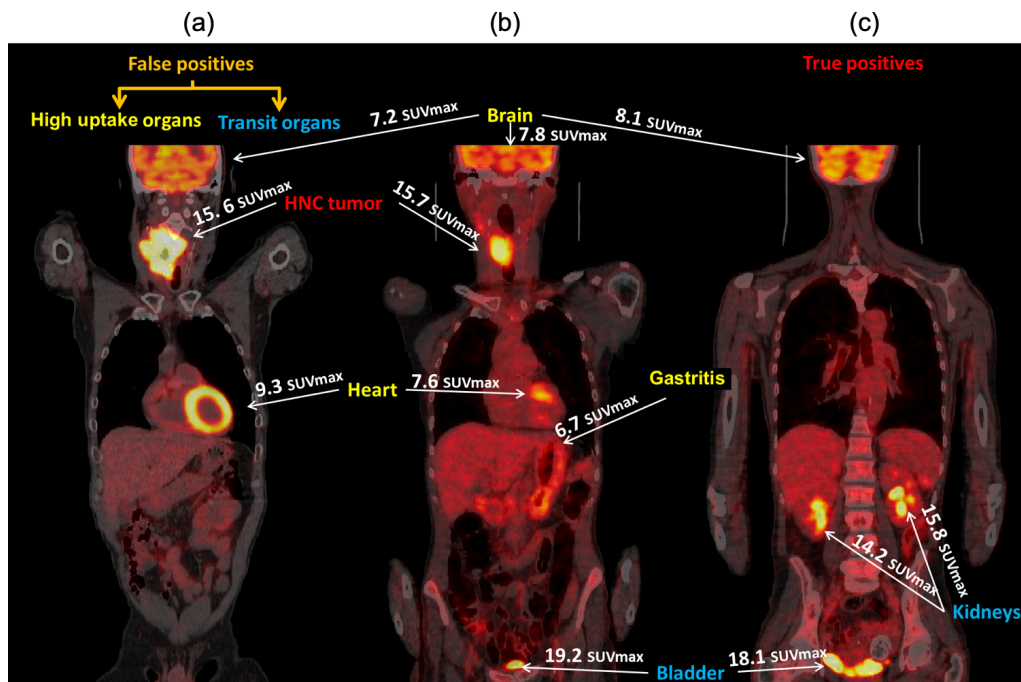 (a)
(b)
(c)
False positives
True positives
High uptake organs
Transit organs
7.2 SUVmax
Brain
7.8 SUVmax
8.1 SUVmax
15. 6 SUVmax
HNC tumor
15.7 SUVmax
9.3 SUVmax
Heart
7.6 SUVmax
Gastritis
6.7 SUVmax
15.8 SUVmax
14.2 SUVmax
Kidneys
19.2 SUVmax
Bladder
18.1 SUVmax